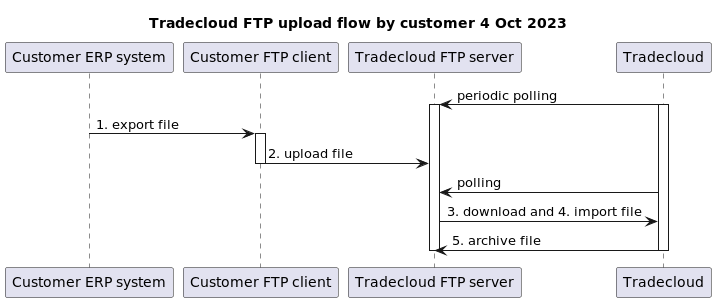 Tradecloud FTP upload flow by customer 4 Oct 2023
Customer ERP system Customer FTP client Tradecloud FTP server Tradecloud
periodic polling
1. export file
2. upload file
polling
3. download and 4. import file
5. archive file
Customer ERP system Customer FTP client Tradecloud FTP server Tradecloud